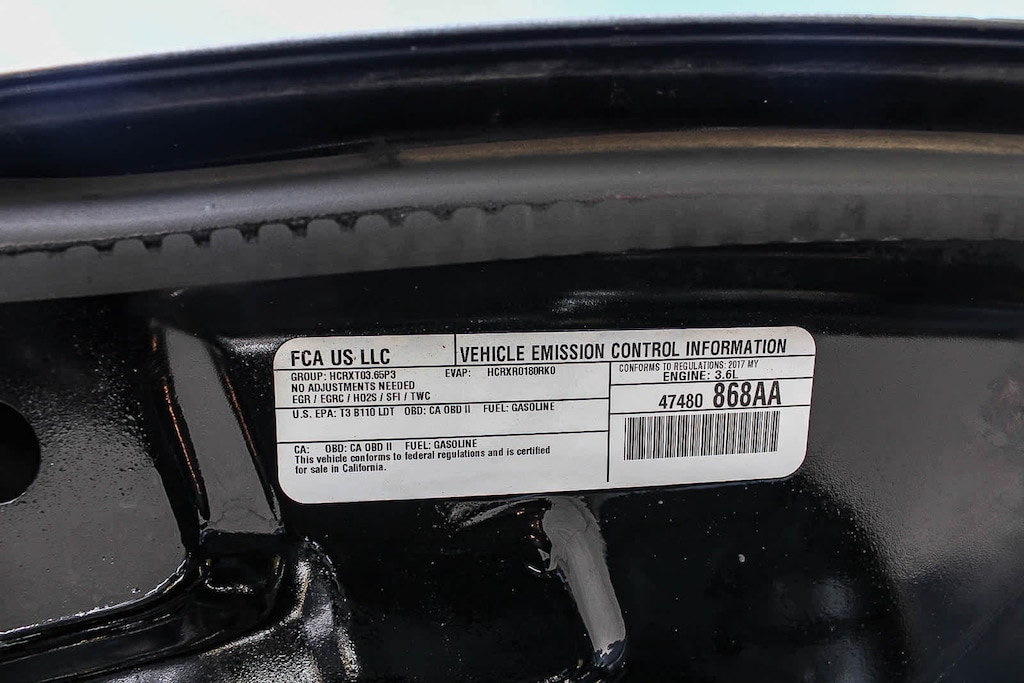 FCA US LLC
VEHICLE EMISSION CONTROL INFORMATION
GROUP: HCRXT03.65P3 EVAP: HCRXR0180RK0
NO ADJUSTMENTS NEEDED
EGR / EGRC / HO2S / SFI / TWC
CONFORMS TO REGULATIONS: 2017 MY
ENGINE: 3.6L
U.S. EPA: T3 B110 LDT OBD: CA OBD II FUEL: GASOLINE
47480 868AA
CA: OBD: CA OBD II FUEL: GASOLINE
This vehicle conforms to federal regulations and is certified
for sale in California.